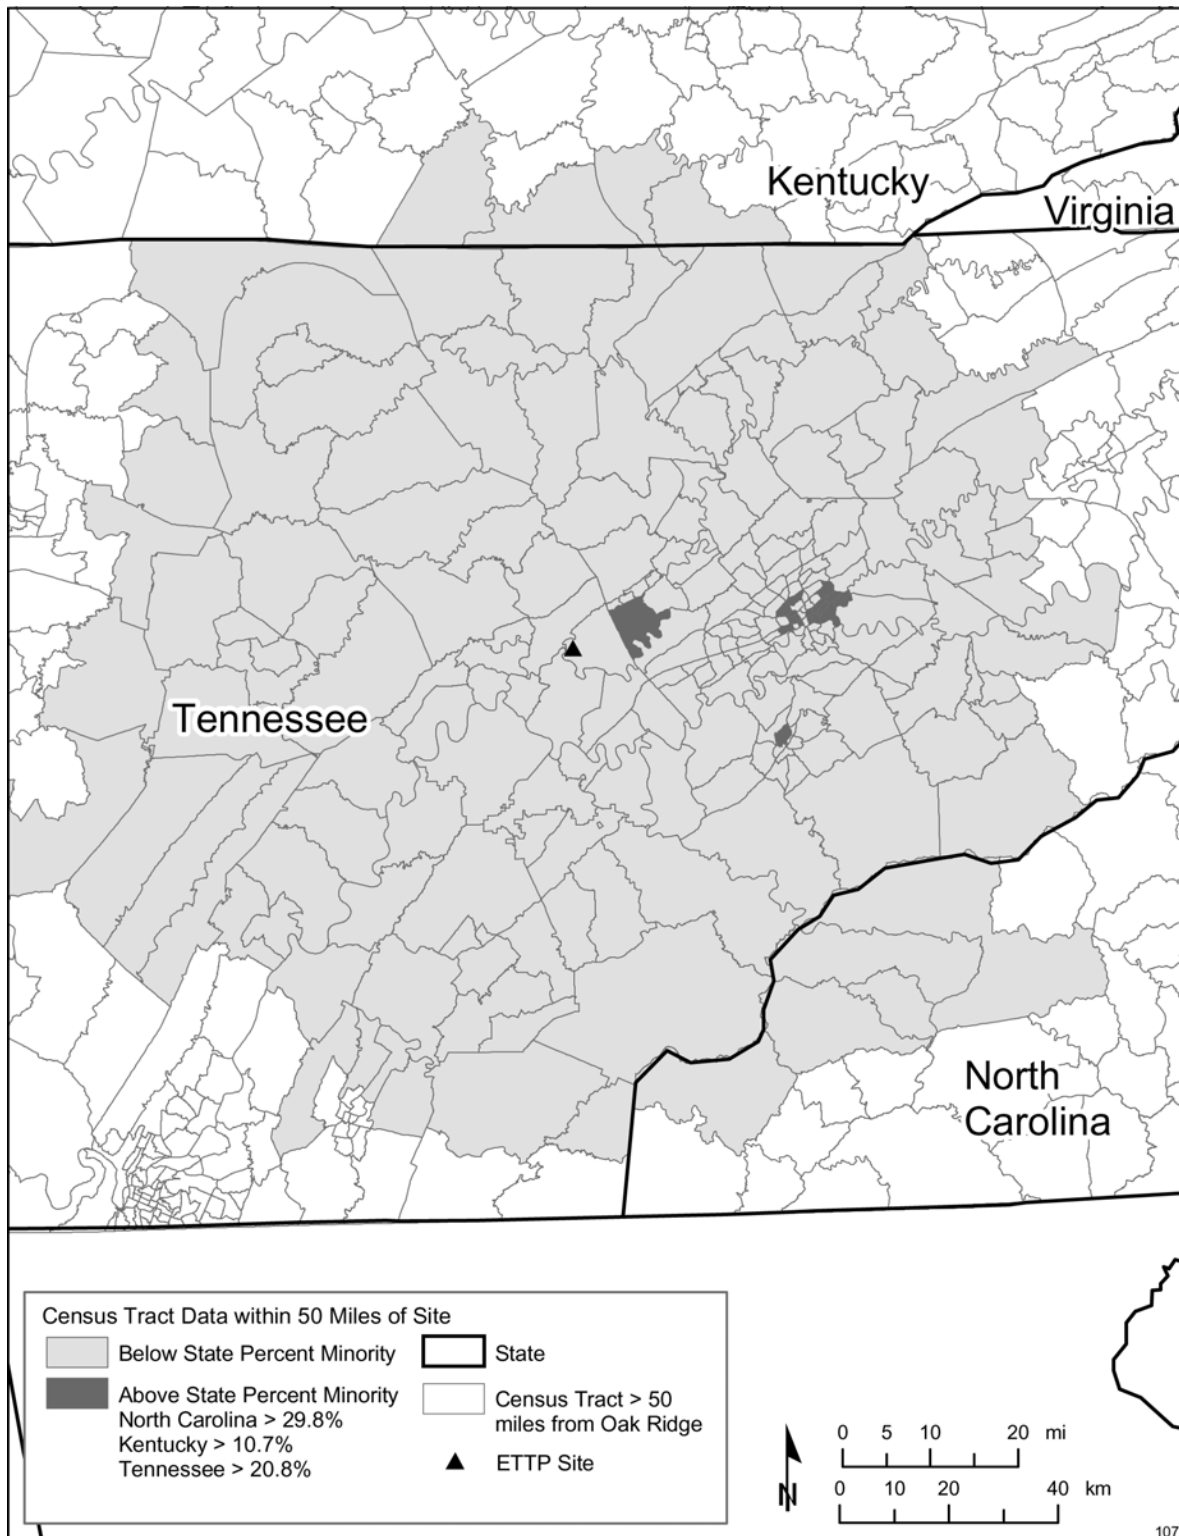 Kentucky
Virginia
Tennessee
North
Carolina
Census Tract Data within 50 Miles of Site
Below State Percent Minority
State
Above State Percent Minority
North Carolina > 29.8%
Kentucky > 10.7%
Tennessee > 20.8%
Census Tract > 50
miles from Oak Ridge
ETTP Site
N
0 5 10 20 mi
0 10 20 40 km
107